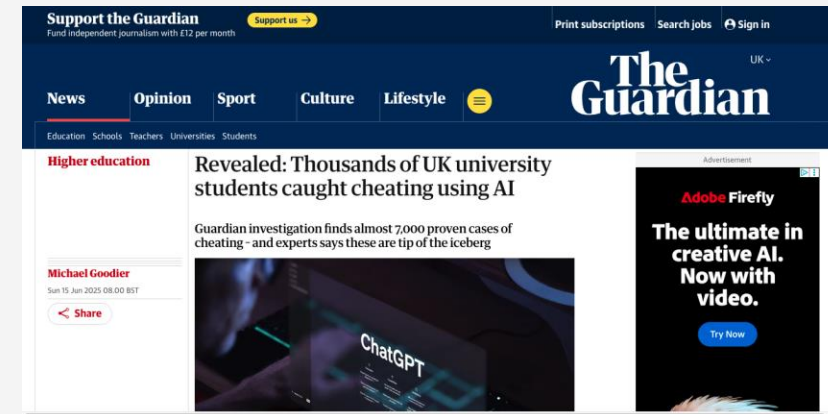 Support the Guardian
Fund independent journalism with £12 per month
Support us →
Print subscriptions
Search jobs
Sign in
UK
The
Guardian
News
Opinion
Sport
Culture
Lifestyle
Education Schools Teachers Universities Students
Higher education
Revealed: Thousands of UK university
students caught cheating using AI
Guardian investigation finds almost 7,000 proven cases of
cheating - and experts says these are tip of the iceberg
Michael Goodier
Sun 15 Jun 2025 08.00 BST
Share
ChatGPT
Advertisement
Adobe Firefly
The ultimate in
creative AI.
Now with
video.
Try Now